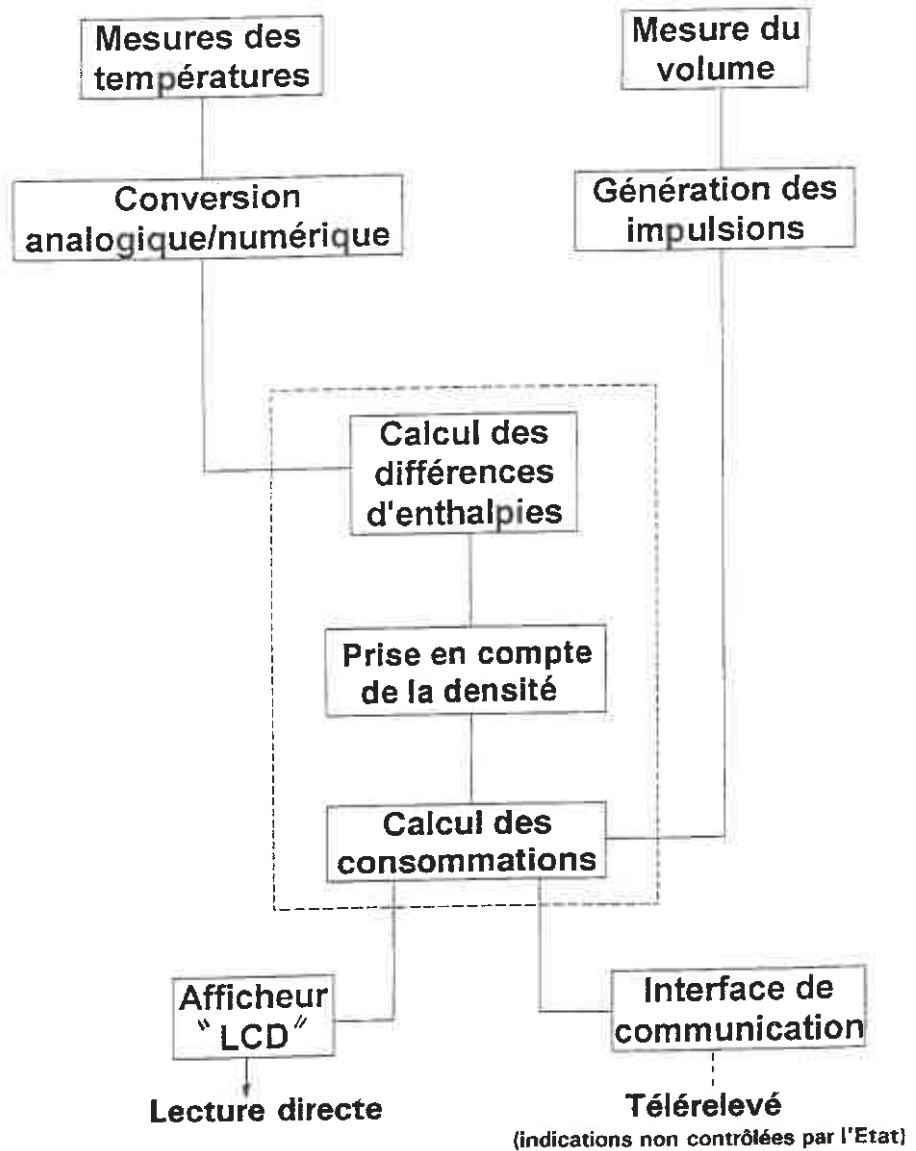 Mesures des
températures
Mesure du
volume
Conversion
analogique/numérique
Génération des
impulsions
Calcul des
différences
d'enthalpies
Prise en compte
de la densité
Calcul des
consommations
Afficheur
"LCD"
Interface de
communication
Lecture directe
Télérelevé
(indications non contrôlées par l'Etat)